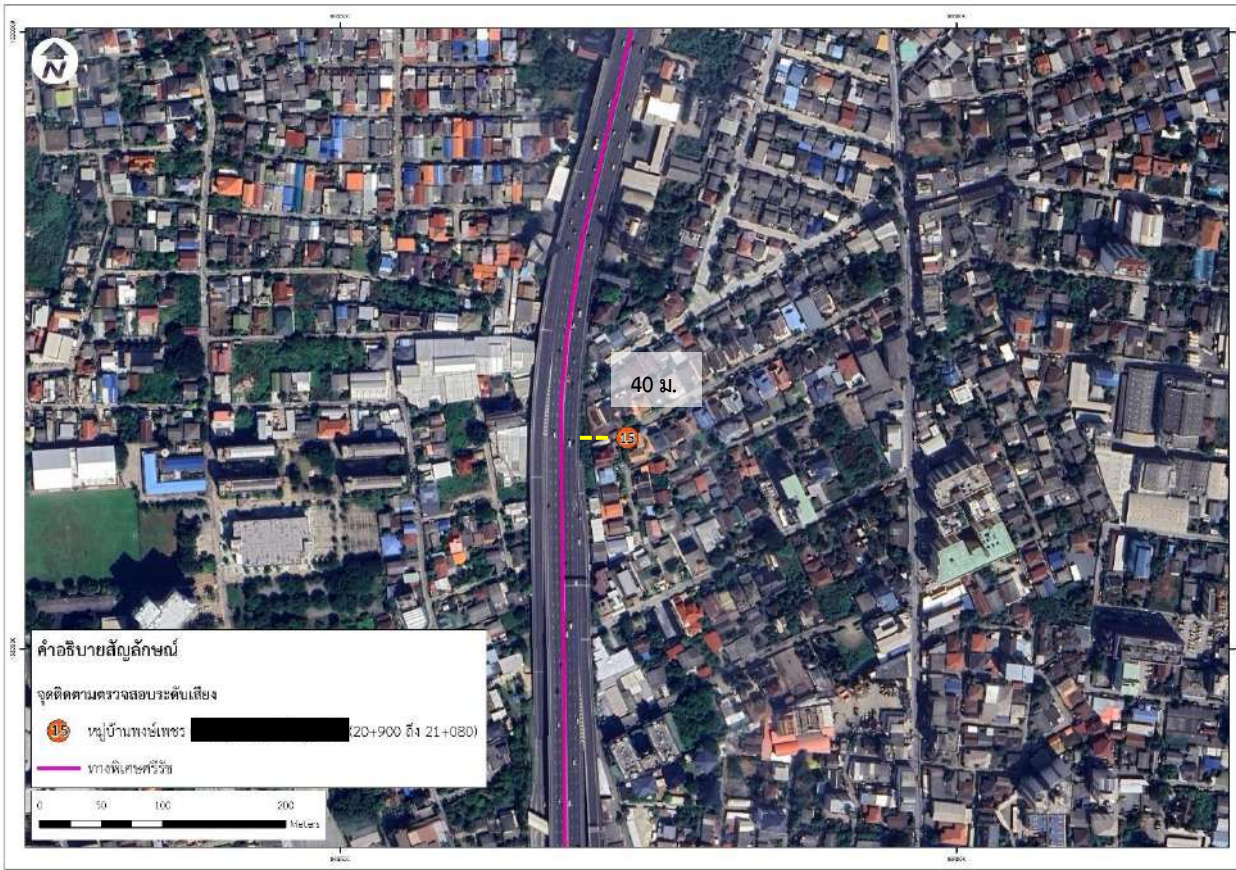 N
40 ม.
15
คำอธิบายสัญลักษณ์
จุดติดตามตรวจสอบระดับเสียง
15 หมู่บ้านพงษ์เพชร (20+900 ถึง 21+080)
ทางพิเศษศรีรัช
0 50 100 200
Meters